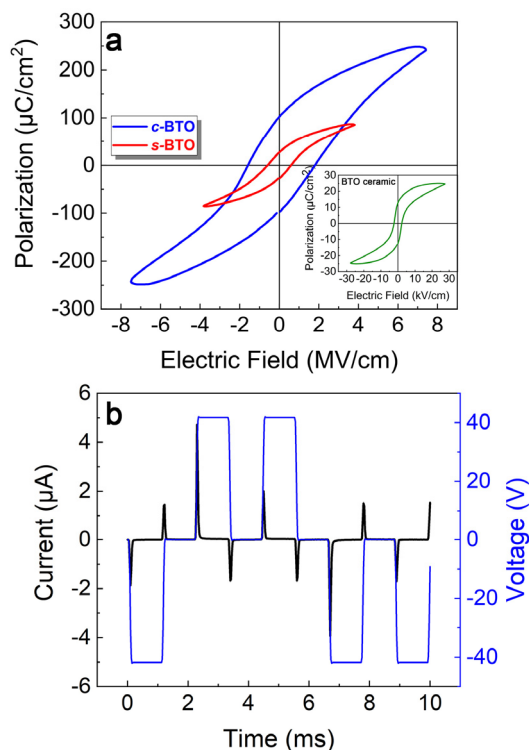 a
300
200
100
0
-100
-200
-300
Polarization (μC/cm²)
c-BTO
s-BTO
-8 -6 -4 -2 0 2 4 6 8
Electric Field (MV/cm)
BTO ceramic
30
20
10
0
-10
-20
-30
Polarization (μC/cm²)
-30 -20 -10 0 10 20 30
Electric Field (kV/cm)
b
6
4
2
0
-2
-4
-6
Current (μA)
40
20
0
-20
-40
Voltage (V)
0 2 4 6 8 10
Time (ms)